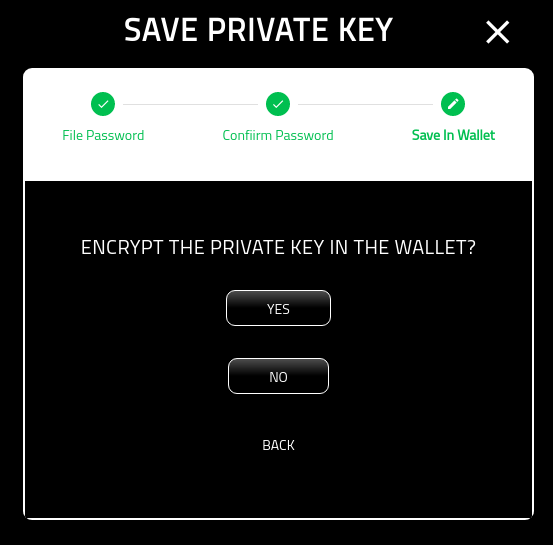 SAVE PRIVATE KEY
File Password
Confiirm Password
Save In Wallet
ENCRYPT THE PRIVATE KEY IN THE WALLET?
YES
NO
BACK